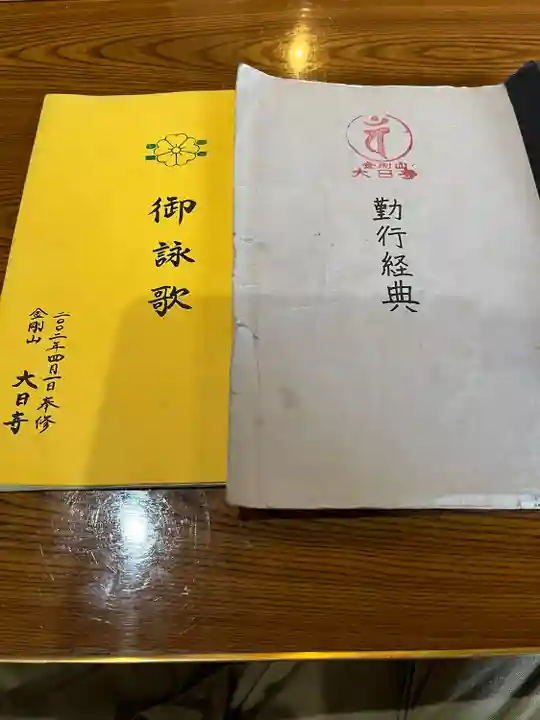 御詠歌
二〇〇二年四月一日奉修
金剛山
大日寺
金剛山
大日寺
勤行経典